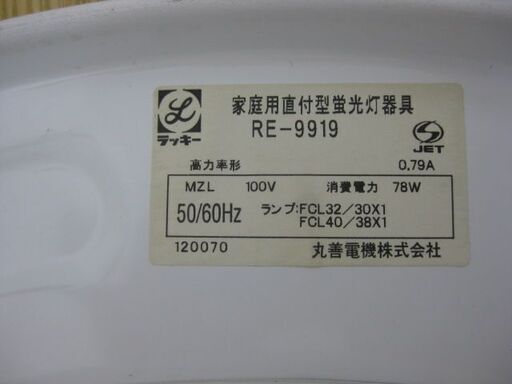 ラッキー
家庭用直付型蛍光灯器具
RE-9919
JET
高力率形 0.79A
MZL 100V 消費電力 78W
50/60Hz ランプ:FCL32/30X1
FCL40/38X1
120070 丸善電機株式会社